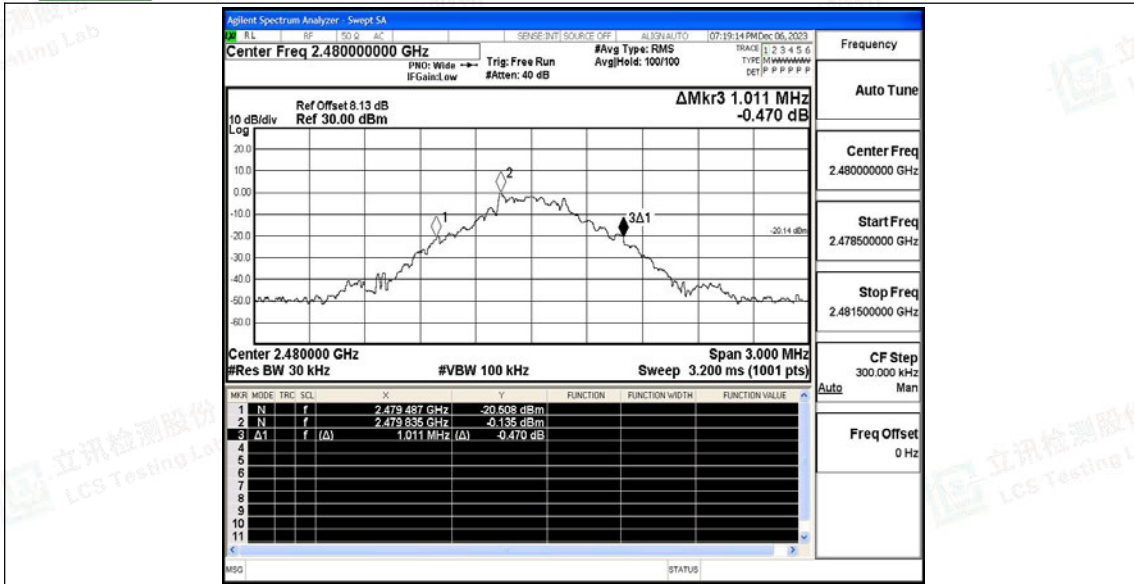 Agilent Spectrum Analyzer - Swept SA
RL RF 50 Ω AC SENSE:INT SOURCE OFF ALIGNAUTO 07:19:14 PM Dec 06, 2023
Center Freq 2.480000000 GHz
PNO: Wide
IFGain:Low
Trig: Free Run
#Atten: 40 dB
#Avg Type: RMS
Avg|Hold: 100/100
TRACE 1 2 3 4 5 6
TYPE M
DET P P P P P P
Frequency
Auto Tune
Center Freq
2.480000000 GHz
Start Freq
2.478500000 GHz
Stop Freq
2.481500000 GHz
CF Step
300.000 kHz
Auto Man
Freq Offset
0 Hz
Ref Offset 8.13 dB
10 dB/div Ref 30.00 dBm
Log
ΔMkr3 1.011 MHz
-0.470 dB
20.0
10.0
0.00
-10.0
-20.0
-30.0
-40.0
-50.0
-60.0
1
2
3Δ1
-20.14 dBm
Center 2.480000 GHz Span 3.000 MHz
#Res BW 30 kHz #VBW 100 kHz Sweep 3.200 ms (1001 pts)
MKR MODE TRC SCL X Y FUNCTION FUNCTION WIDTH FUNCTION VALUE
1 N f 2.479 487 GHz -20.508 dBm
2 N f 2.479 835 GHz -0.135 dBm
3 Δ1 f (Δ) 1.011 MHz (Δ) -0.470 dB
4
5
6
7
8
9
10
11
MSG STATUS
立讯检测股份
LCS Testing Lab